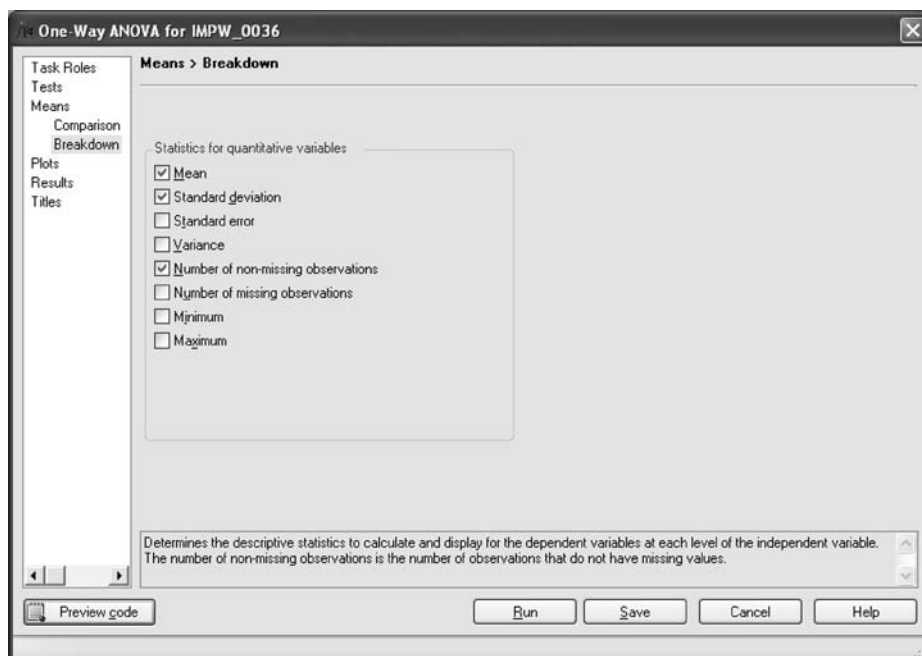 One-Way ANOVA for IMPW_0036
Task Roles
Tests
Means
Comparison
Breakdown
Plots
Results
Titles
Means > Breakdown
Statistics for quantitative variables
Mean
Standard deviation
Standard error
Variance
Number of non-missing observations
Number of missing observations
Minimum
Maximum
Determines the descriptive statistics to calculate and display for the dependent variables at each level of the independent variable.
The number of non-missing observations is the number of observations that do not have missing values.
Preview code
Run
Save
Cancel
Help